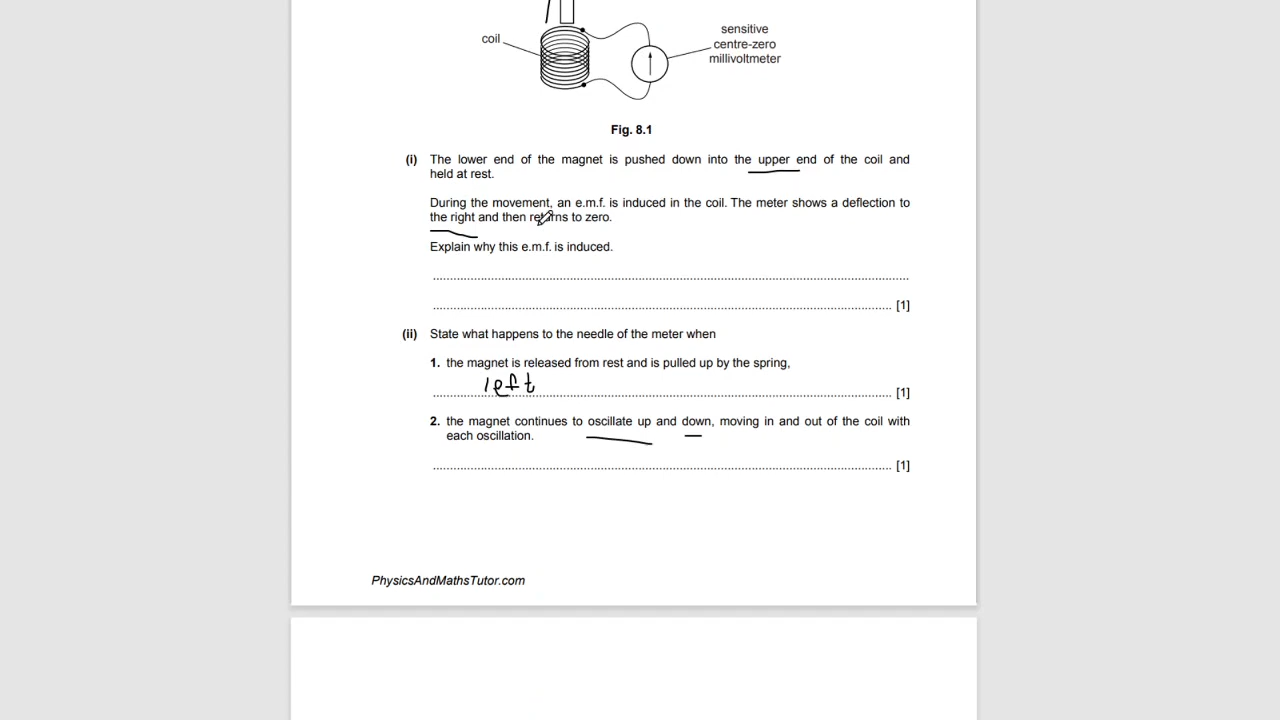 sensitive
coil
centre-zero
millivoltmeter
Fig. 8.1
(i) The lower end of the magnet is pushed down into the upper end of the coil and
held at rest.
During the movement, an e.m.f. is induced in the coil. The meter shows a deflection to
the right and then returns to zero.
Explain why this e.m.f. is induced.
[1]
(ii) State what happens to the needle of the meter when
1. the magnet is released from rest and is pulled up by the spring,
left
[1]
2. the magnet continues to oscillate up and down, moving in and out of the coil with
each oscillation.
[1]
PhysicsAndMathsTutor.com